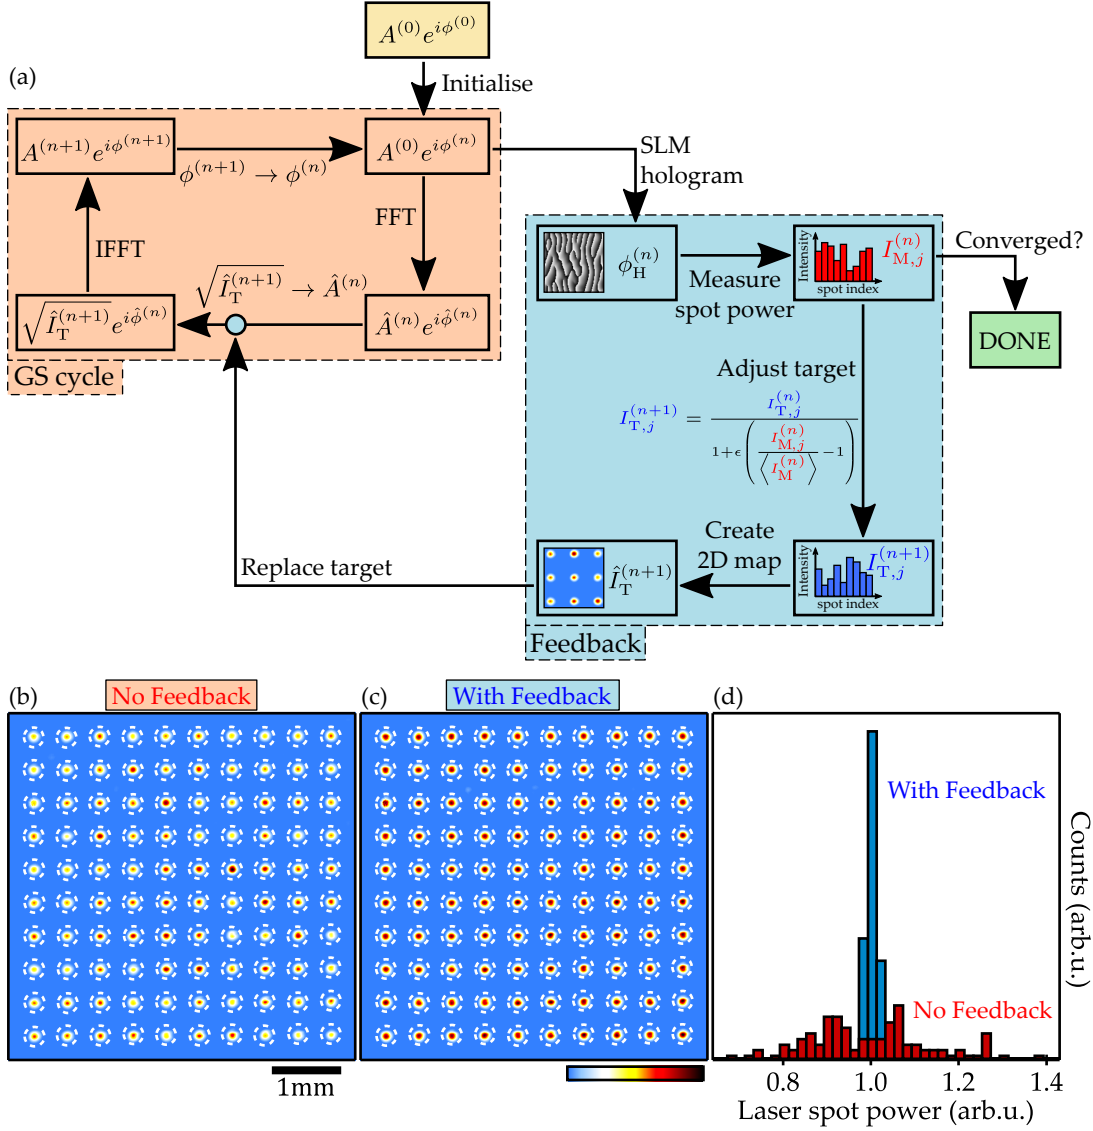 A^{(0)}e^{iϕ^{(0)}}
(a)
Initialise
A^{(n+1)}e^{iϕ^{(n+1)}}
ϕ^{(n+1)} → ϕ^{(n)}
A^{(0)}e^{iϕ^{(n)}}
SLM
hologram
FFT
IFFT
√Î_T^{(n+1)} → Â^{(n)}
√Î_T^{(n+1)} e^{iϕ̂^{(n)}}
Â^{(n)}e^{iϕ̂^{(n)}}
GS cycle
ϕ_H^{(n)}
Measure
spot power
Intensity
I_{M,j}^{(n)}
spot index
Converged?
DONE
Adjust target
I_{T,j}^{(n+1)} = I_{T,j}^{(n)} / (1+ϵ(I_{M,j}^{(n)} / ⟨I_M^{(n)}⟩ −1))
Create
2D map
Intensity
I_{T,j}^{(n+1)}
spot index
Î_T^{(n+1)}
Replace target
Feedback
(b)
No Feedback
(c)
With Feedback
(d)
With Feedback
No Feedback
Counts (arb.u.)
0.8 1.0 1.2 1.4
Laser spot power (arb.u.)
1mm